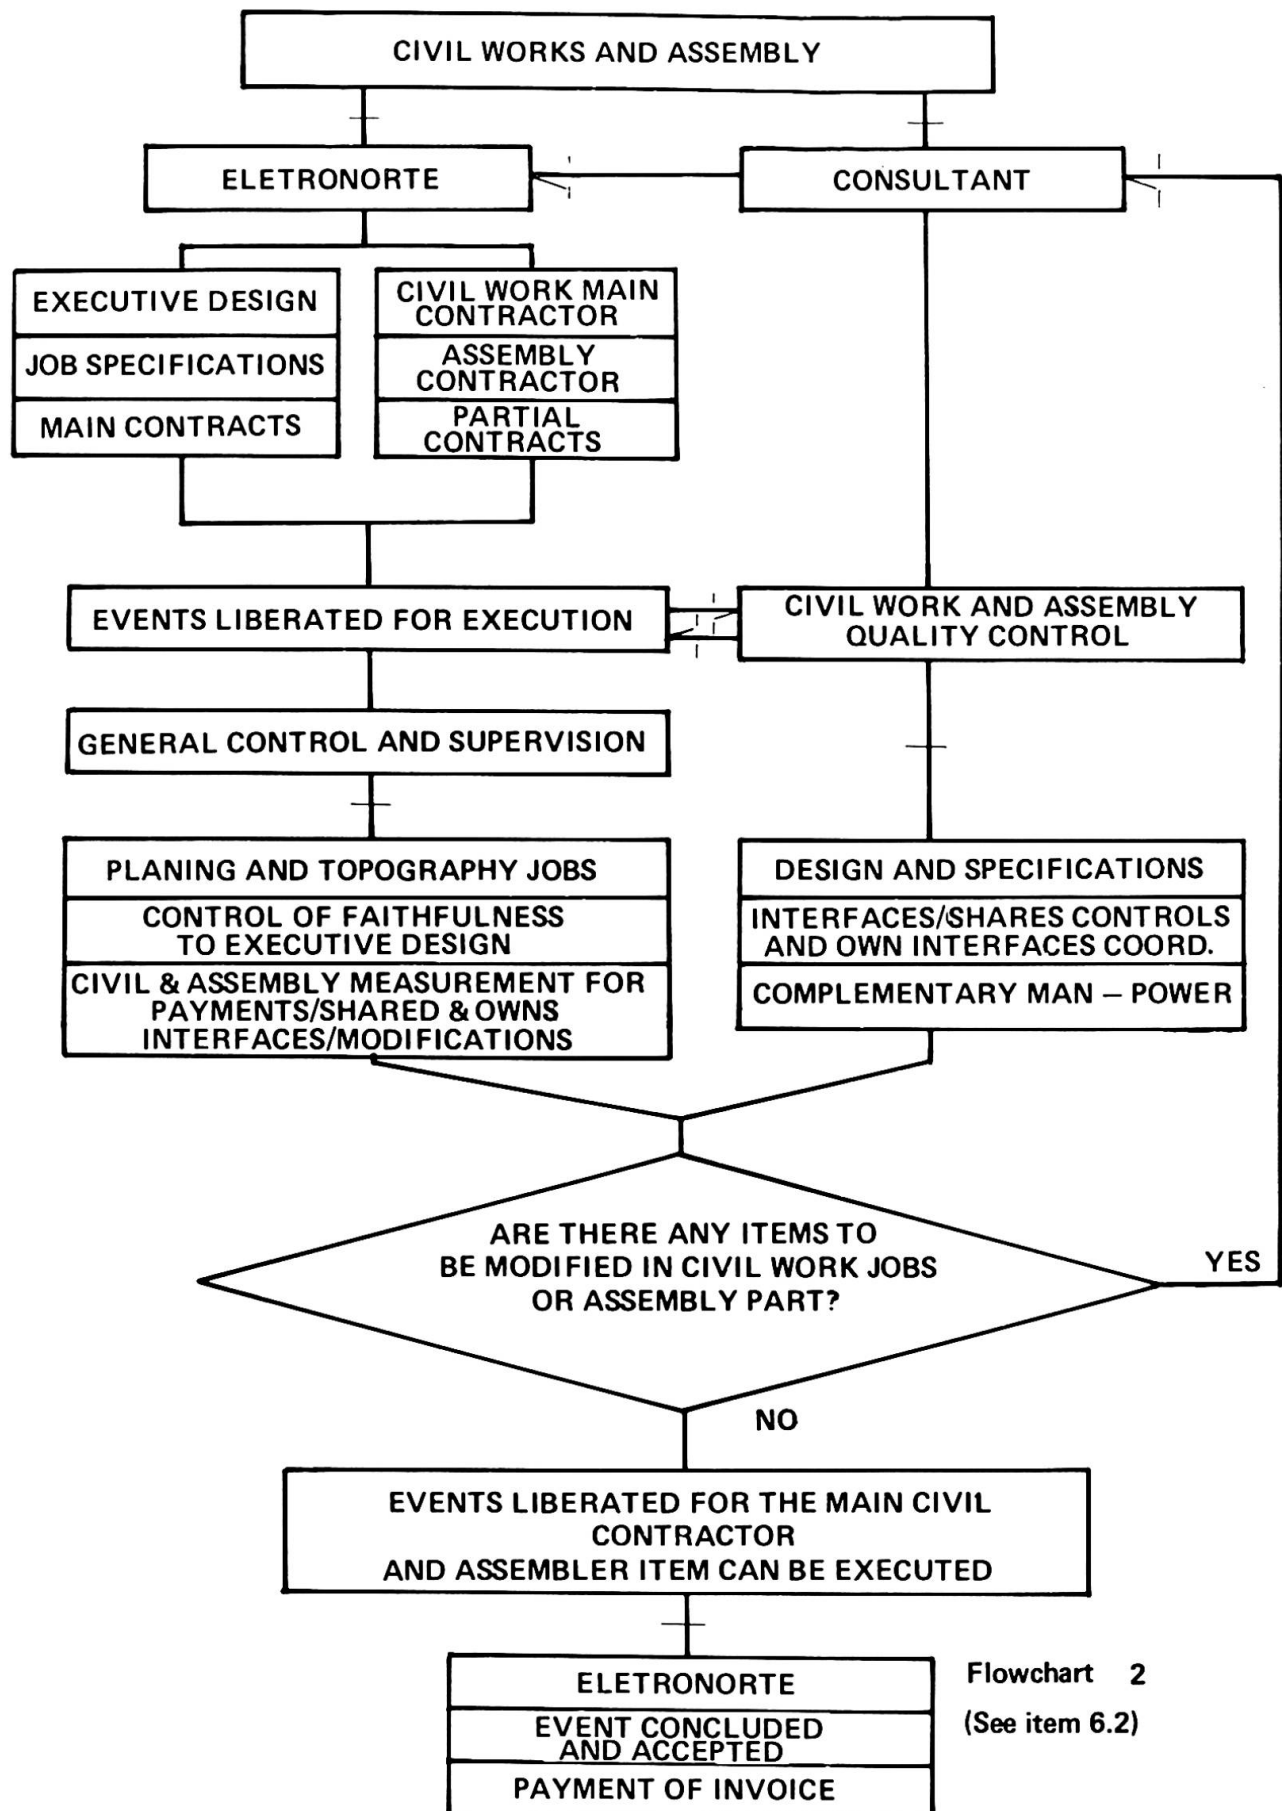 CIVIL WORKS AND ASSEMBLY
ELETRONORTE
CONSULTANT
EXECUTIVE DESIGN
JOB SPECIFICATIONS
MAIN CONTRACTS
CIVIL WORK MAIN
CONTRACTOR
ASSEMBLY
CONTRACTOR
PARTIAL
CONTRACTS
EVENTS LIBERATED FOR EXECUTION
CIVIL WORK AND ASSEMBLY
QUALITY CONTROL
GENERAL CONTROL AND SUPERVISION
PLANING AND TOPOGRAPHY JOBS
CONTROL OF FAITHFULNESS
TO EXECUTIVE DESIGN
CIVIL & ASSEMBLY MEASUREMENT FOR
PAYMENTS/SHARED & OWNS
INTERFACES/MODIFICATIONS
DESIGN AND SPECIFICATIONS
INTERFACES/SHARES CONTROLS
AND OWN INTERFACES COORD.
COMPLEMENTARY MAN – POWER
ARE THERE ANY ITEMS TO
BE MODIFIED IN CIVIL WORK JOBS
OR ASSEMBLY PART?
YES
NO
EVENTS LIBERATED FOR THE MAIN CIVIL
CONTRACTOR
AND ASSEMBLER ITEM CAN BE EXECUTED
ELETRONORTE
EVENT CONCLUDED
AND ACCEPTED
PAYMENT OF INVOICE
Flowchart 2
(See item 6.2)